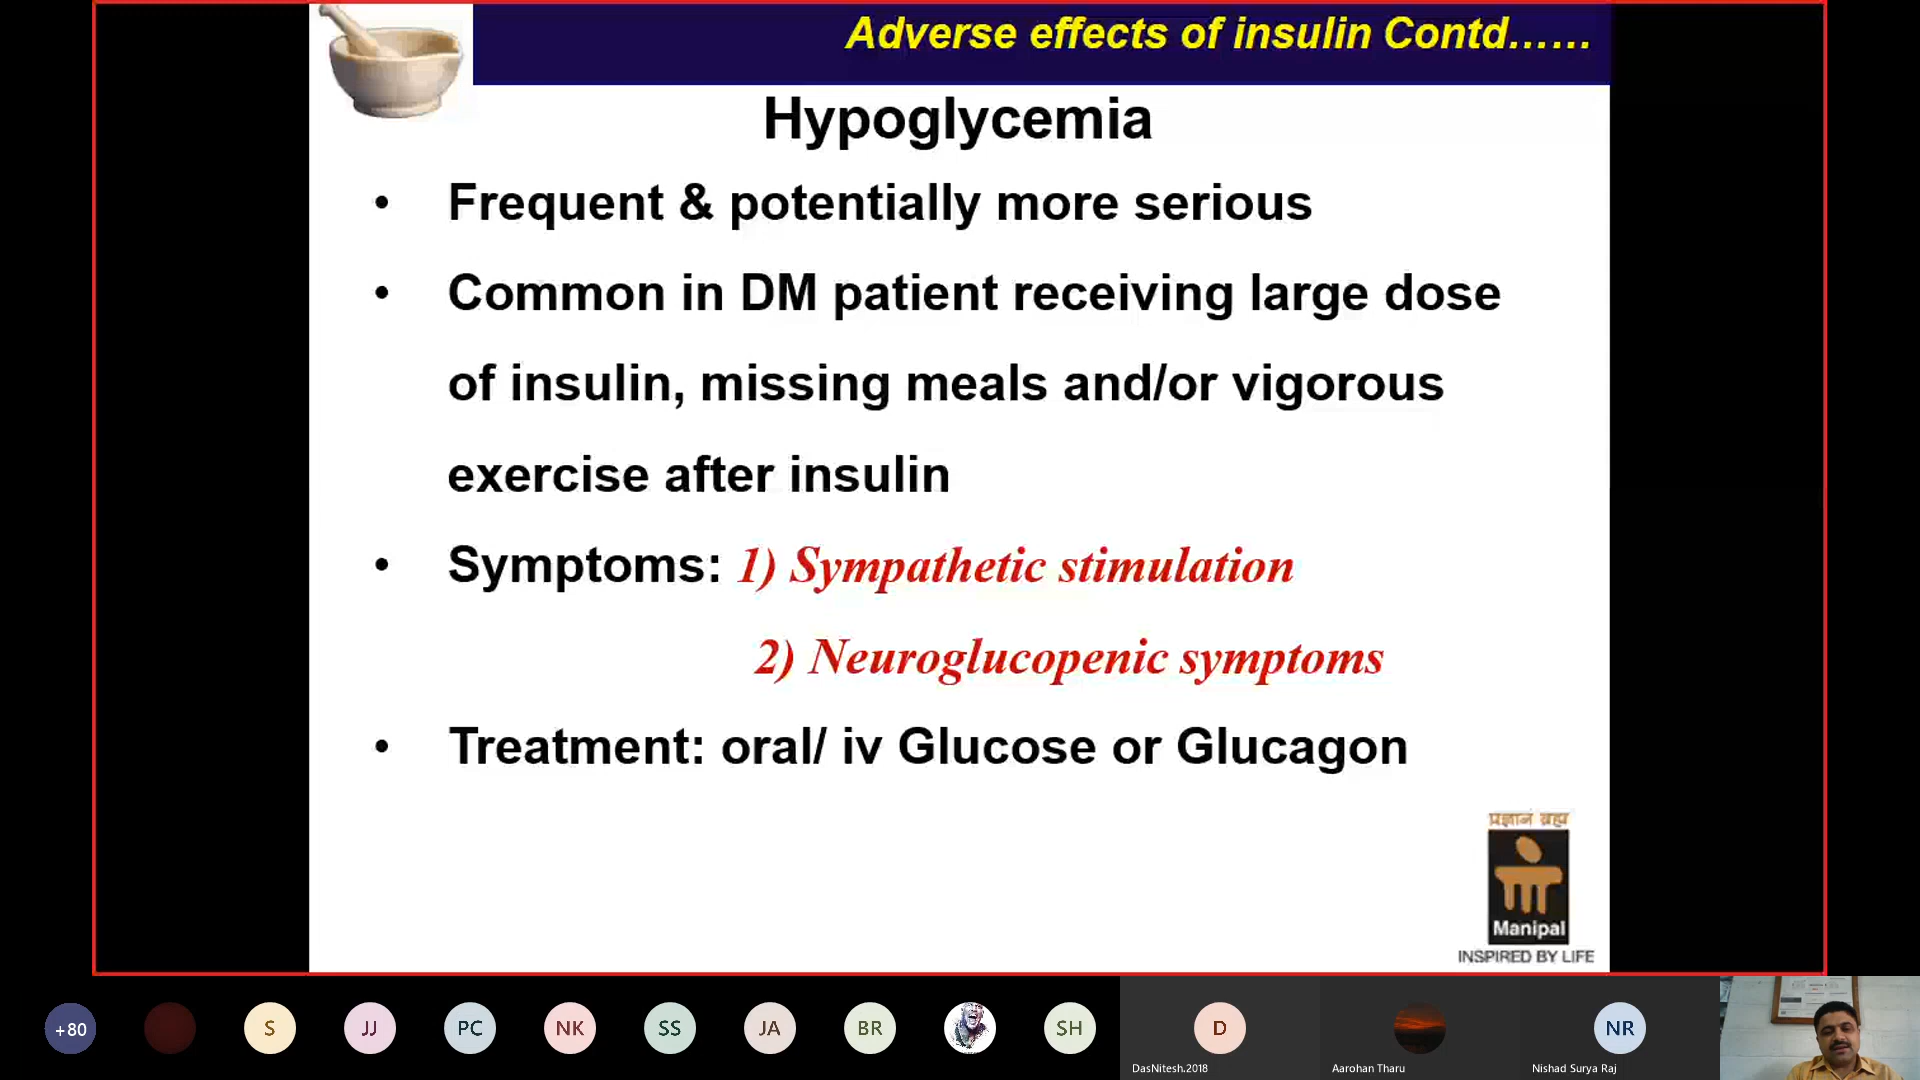 Adverse effects of insulin Contd......
Hypoglycemia
• Frequent & potentially more serious
• Common in DM patient receiving large dose
of insulin, missing meals and/or vigorous
exercise after insulin
• Symptoms: 1) Sympathetic stimulation
2) Neuroglucopenic symptoms
• Treatment: oral/ iv Glucose or Glucagon
प्रज्ञानं ब्रह्म
Manipal
INSPIRED BY LIFE
+80
S
JJ
PC
NK
SS
JA
BR
SH
D
NR
DasNitesh.2018
Aarohan Tharu
Nishad Surya Raj